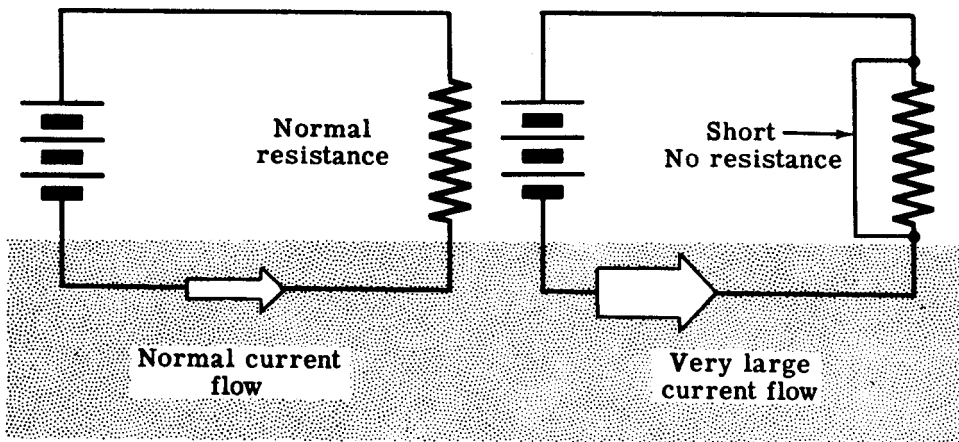 Normal
resistance
Short
No resistance
Normal current
flow
Very large
current flow